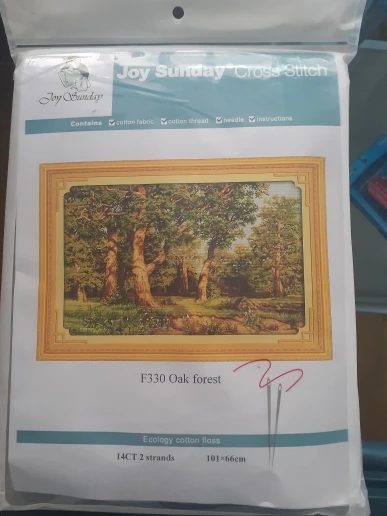 Joy Sunday® Cross Stitch
Joy Sunday
Contains cotton fabric cotton thread needle instructions
F330 Oak forest
Ecology cotton floss
14CT 2 strands 101×66cm